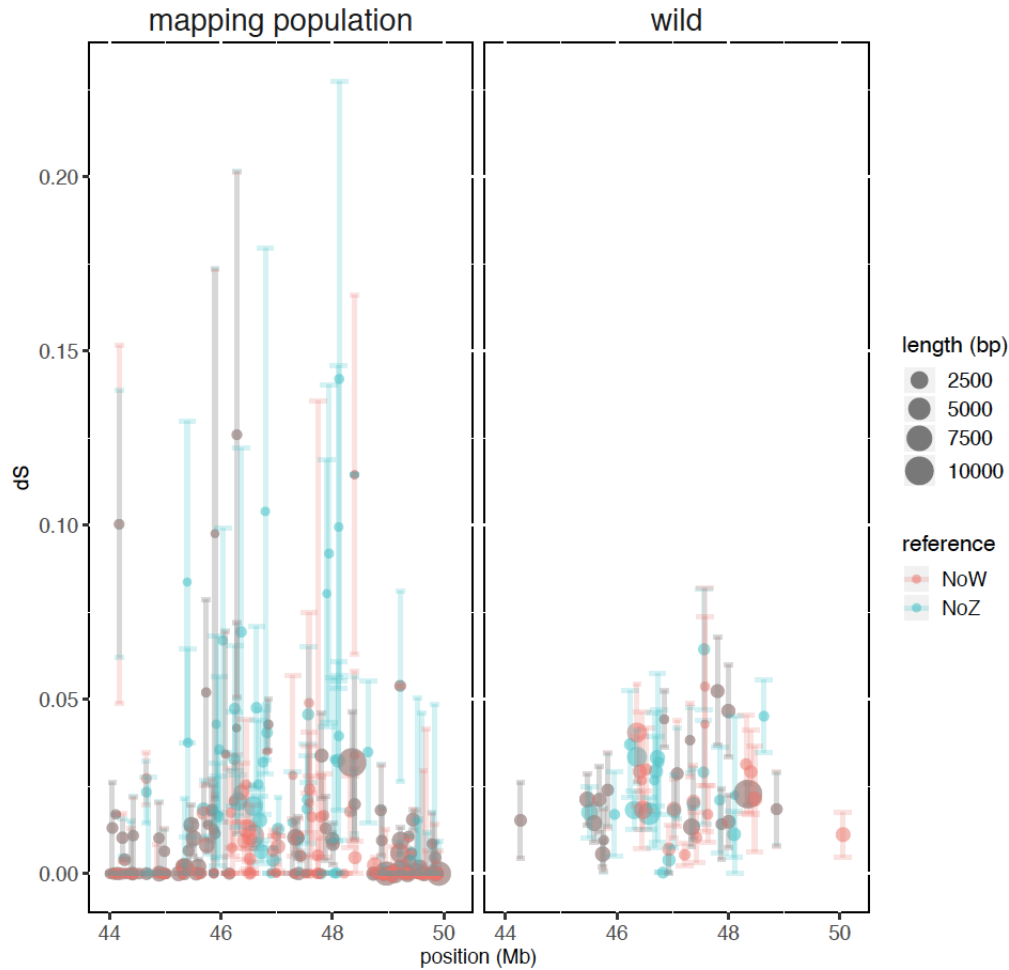 mapping population
wild
0.20
0.15
0.10
0.05
0.00
dS
44
46
48
50
44
46
48
50
position (Mb)
length (bp)
2500
5000
7500
10000
reference
NoW
NoZ